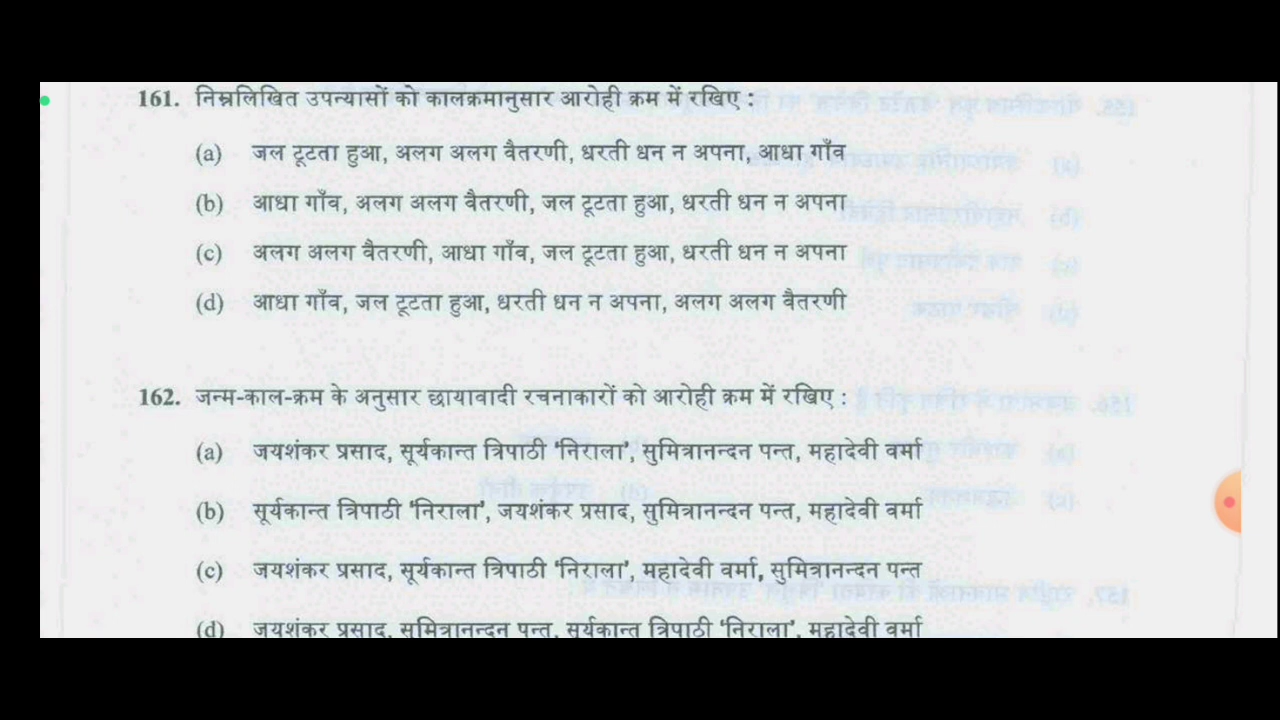 161. निम्नलिखित उपन्यासों को कालक्रमानुसार आरोही क्रम में रखिए :
(a) जल टूटता हुआ, अलग अलग वैतरणी, धरती धन न अपना, आधा गाँव
(b) आधा गाँव, अलग अलग वैतरणी, जल टूटता हुआ, धरती धन न अपना
(c) अलग अलग वैतरणी, आधा गाँव, जल टूटता हुआ, धरती धन न अपना
(d) आधा गाँव, जल टूटता हुआ, धरती धन न अपना, अलग अलग वैतरणी
162. जन्म-काल-क्रम के अनुसार छायावादी रचनाकारों को आरोही क्रम में रखिए :
(a) जयशंकर प्रसाद, सूर्यकान्त त्रिपाठी ‘निराला’, सुमित्रानन्दन पन्त, महादेवी वर्मा
(b) सूर्यकान्त त्रिपाठी ‘निराला’, जयशंकर प्रसाद, सुमित्रानन्दन पन्त, महादेवी वर्मा
(c) जयशंकर प्रसाद, सूर्यकान्त त्रिपाठी ‘निराला’, महादेवी वर्मा, सुमित्रानन्दन पन्त
(d) जयशंकर प्रसाद, सुमित्रानन्दन पन्त, सूर्यकान्त त्रिपाठी ‘निराला’, महादेवी वर्मा